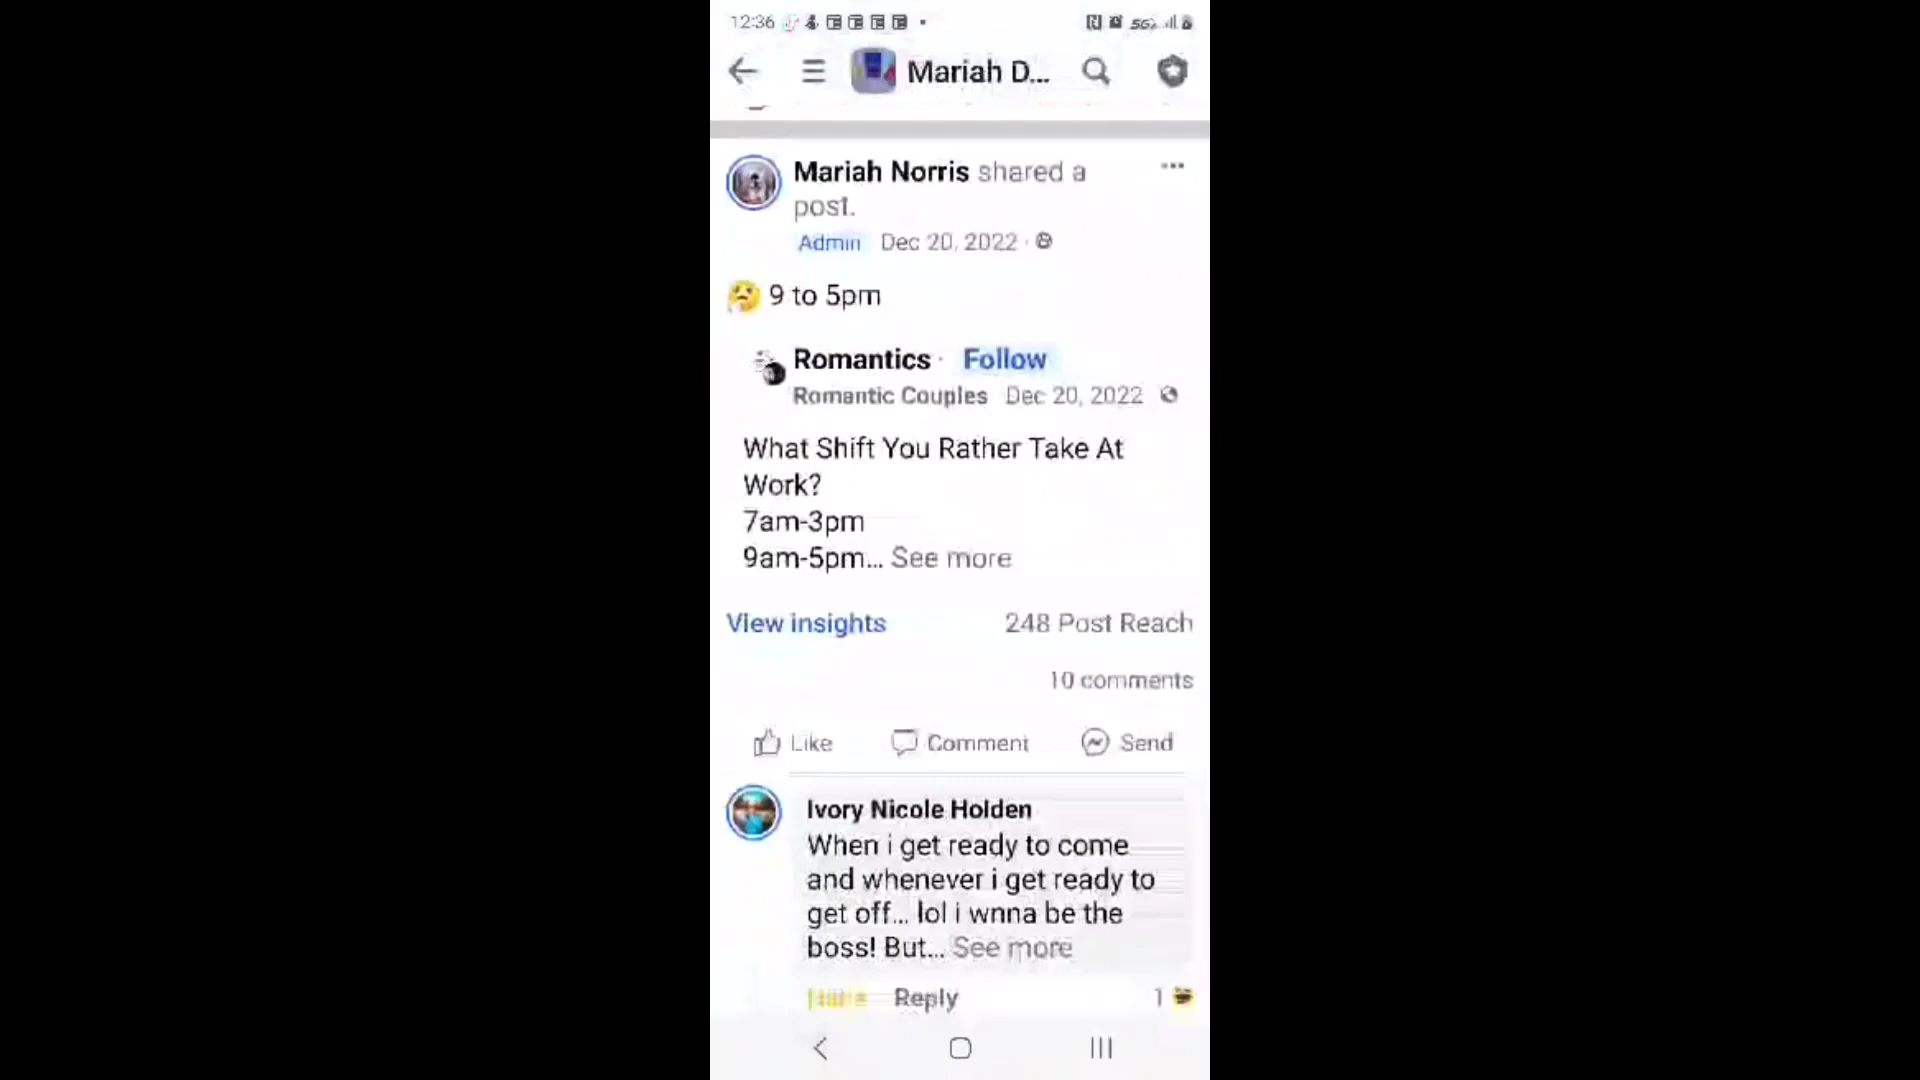 12:36 5G
Mariah D...
Mariah Norris shared a
post.
Admin Dec 20, 2022 ·
9 to 5pm
Romantics · Follow
Romantic Couples Dec 20, 2022
What Shift You Rather Take At
Work?
7am-3pm
9am-5pm... See more
View insights 248 Post Reach
10 comments
Like Comment Send
Ivory Nicole Holden
When i get ready to come
and whenever i get ready to
get off... lol i wnna be the
boss! But... See more
Haha Reply 1